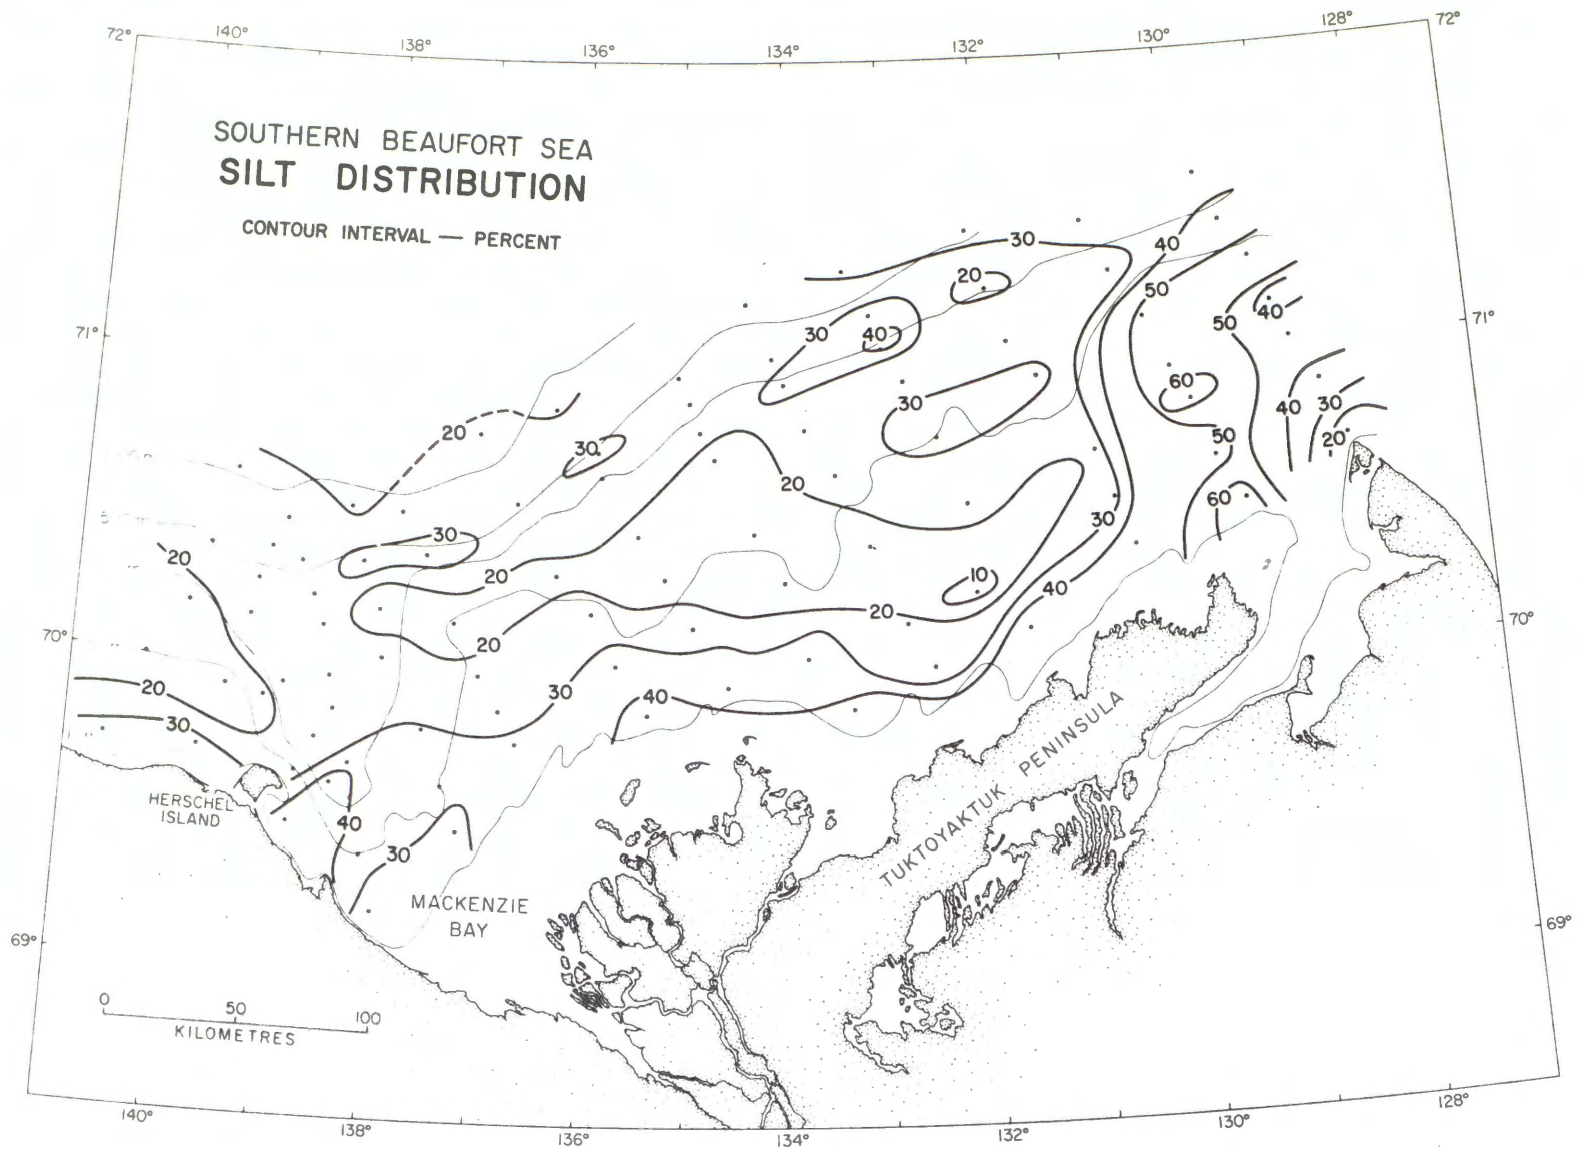 72° 140° 138° 136° 134° 132° 130° 128° 72°
SOUTHERN BEAUFORT SEA
SILT DISTRIBUTION
CONTOUR INTERVAL — PERCENT
30 40
20 50
71° 30 40 50 40 71°
60
30 40 30
20 30 50 20
20 60
30 30
20 20 10 40
20
70° 20 70°
20 30 40
30
TUKTOYAKTUK PENINSULA
HERSCHEL
ISLAND
40
30
MACKENZIE
BAY
69° 69°
0 50 100
KILOMETRES
140° 138° 136° 134° 132° 130° 128°